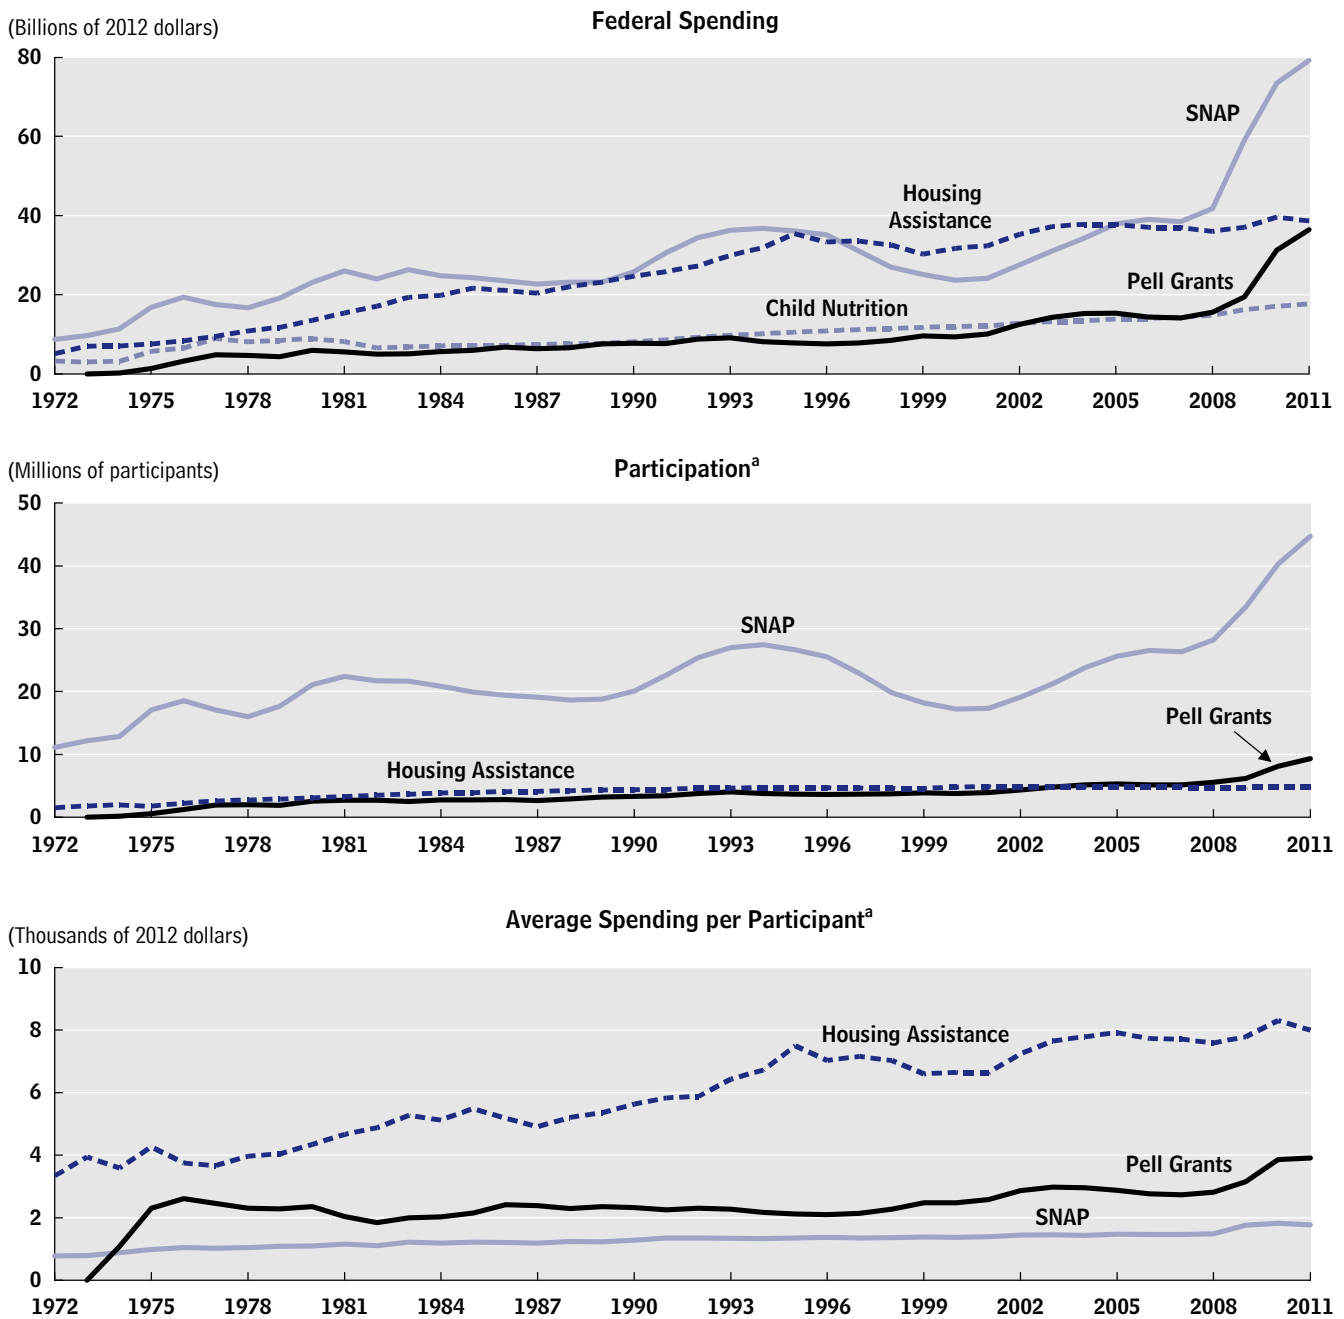 Federal Spending
(Billions of 2012 dollars)
80
60
40
20
0
SNAP
Housing
Assistance
Pell Grants
Child Nutrition
1972 1975 1978 1981 1984 1987 1990 1993 1996 1999 2002 2005 2008 2011
Participationᵃ
(Millions of participants)
50
40
30
20
10
0
SNAP
Pell Grants
Housing Assistance
1972 1975 1978 1981 1984 1987 1990 1993 1996 1999 2002 2005 2008 2011
Average Spending per Participantᵃ
(Thousands of 2012 dollars)
10
8
6
4
2
0
Housing Assistance
Pell Grants
SNAP
1972 1975 1978 1981 1984 1987 1990 1993 1996 1999 2002 2005 2008 2011